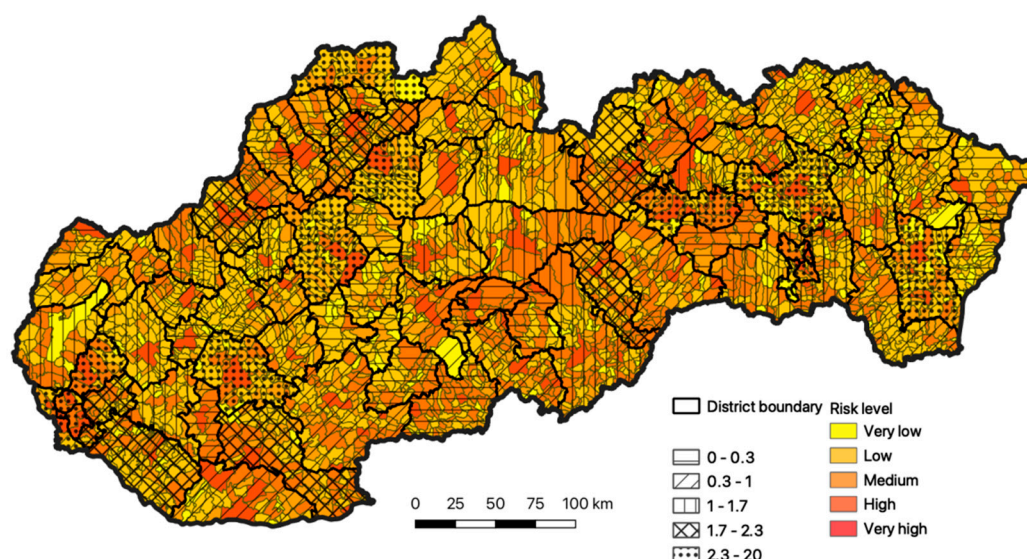 District boundary
Risk level
Very low
Low
Medium
High
Very high
0 - 0.3
0.3 - 1
1 - 1.7
1.7 - 2.3
2.3 - 20
0 25 50 75 100 km